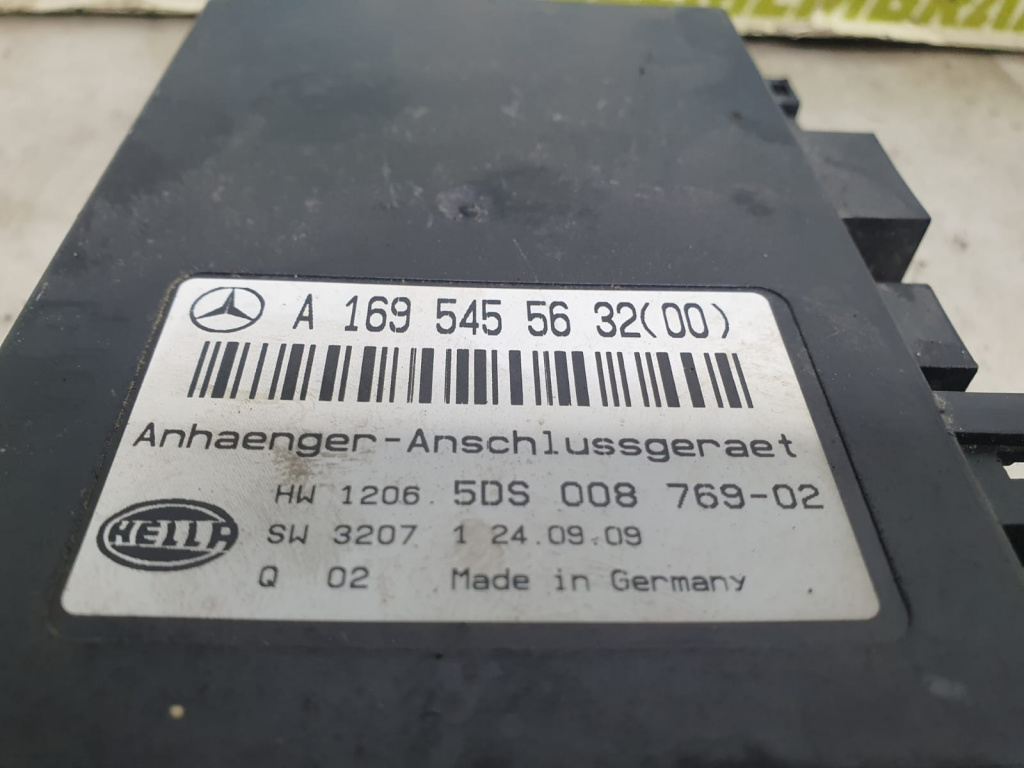 A 169 545 56 32(00)
Anhaenger-Anschlussgeraet
HW 1206. 5DS 008 769-02
HELLA
SW 3207 1 24.09.09
Q 02 Made in Germany